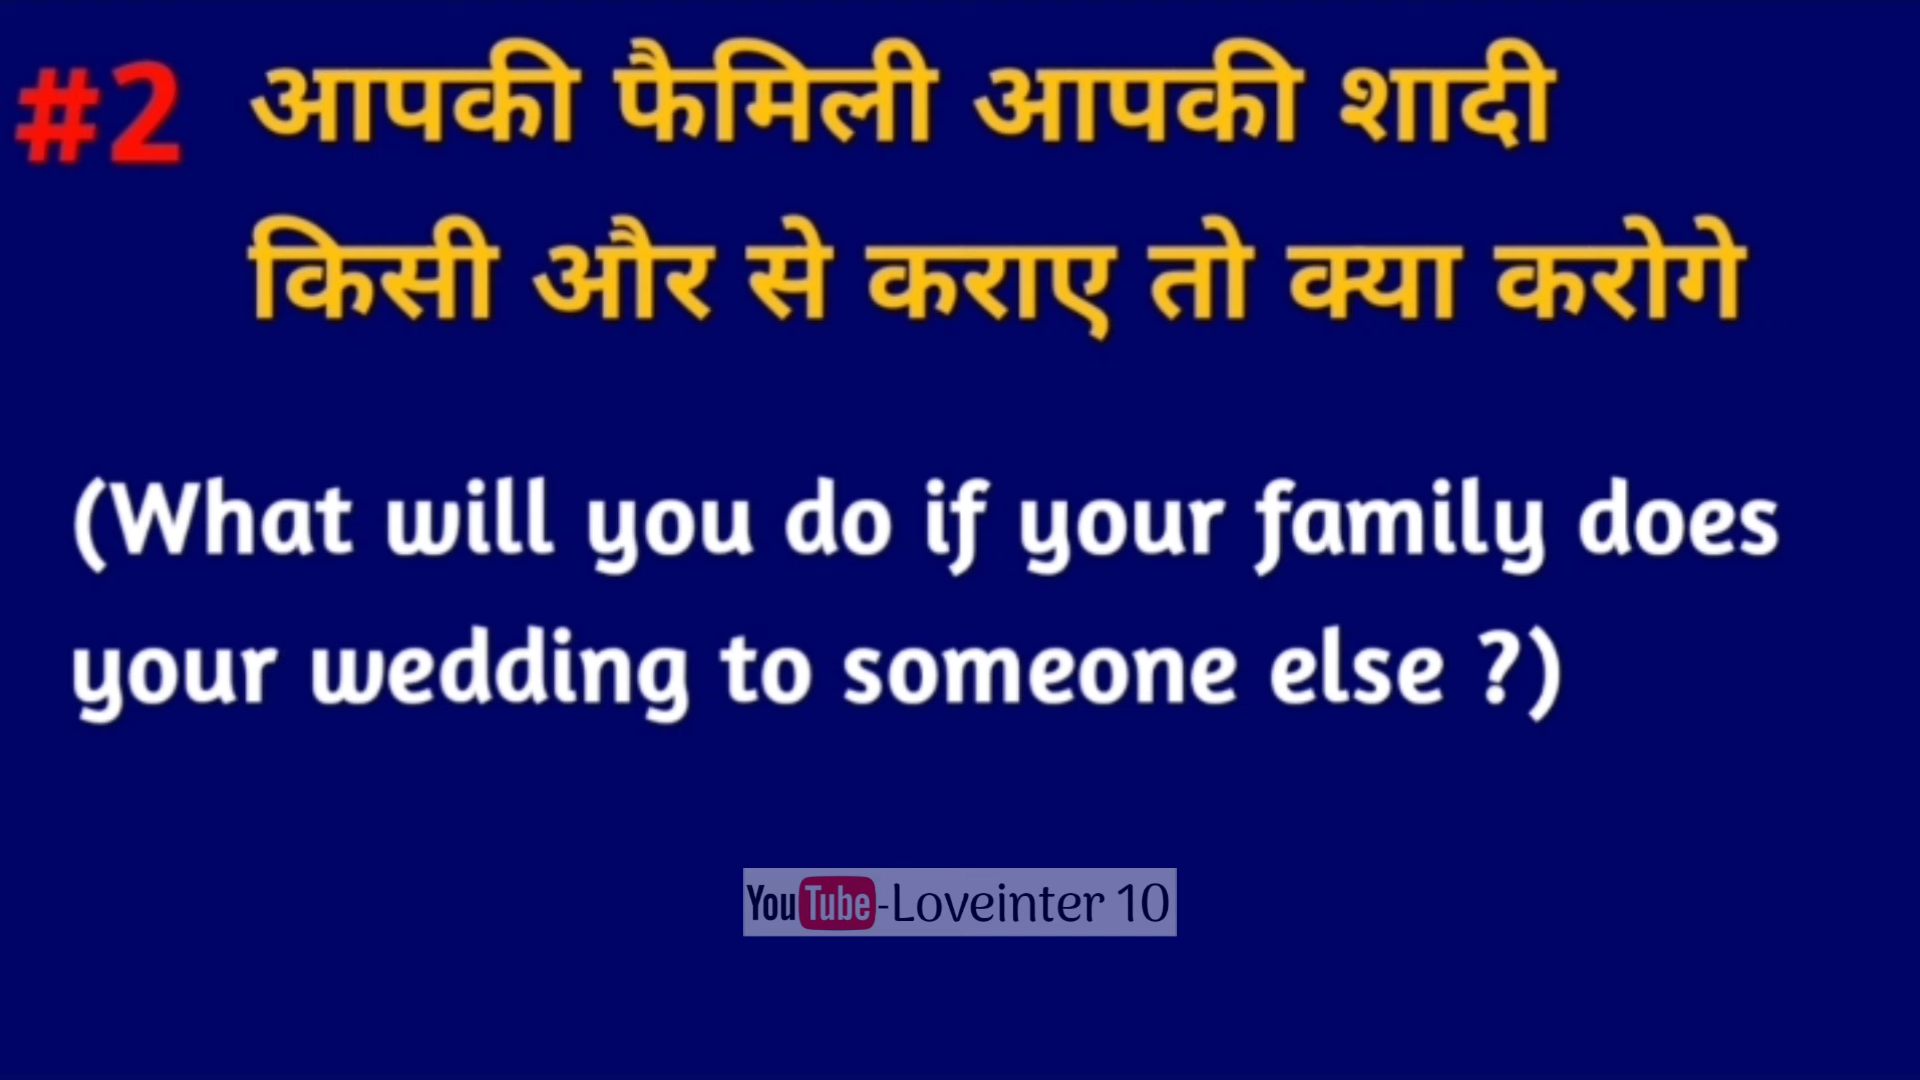 #2 आपकी फैमिली आपकी शादी
किसी और से कराए तो क्या करोगे
(What will you do if your family does
your wedding to someone else ?)
YouTube-Loveinter 10